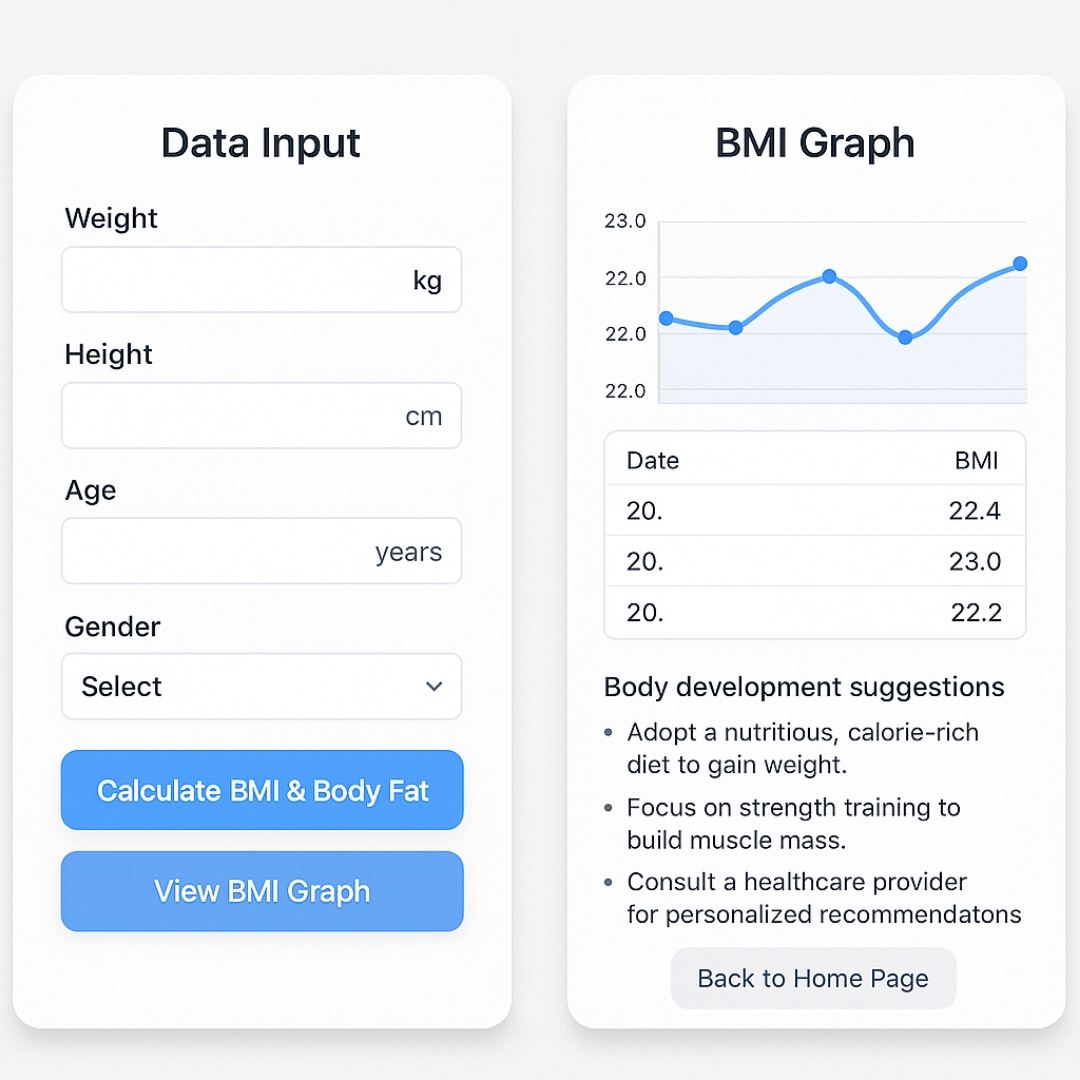 Data Input
Weight
kg
Height
cm
Age
years
Gender
Select
Calculate BMI & Body Fat
View BMI Graph
BMI Graph
23.0
22.0
22.0
22.0
Date BMI
20. 22.4
20. 23.0
20. 22.2
Body development suggestions
• Adopt a nutritious, calorie-rich
diet to gain weight.
• Focus on strength training to
build muscle mass.
• Consult a healthcare provider
for personalized recommendatons
Back to Home Page